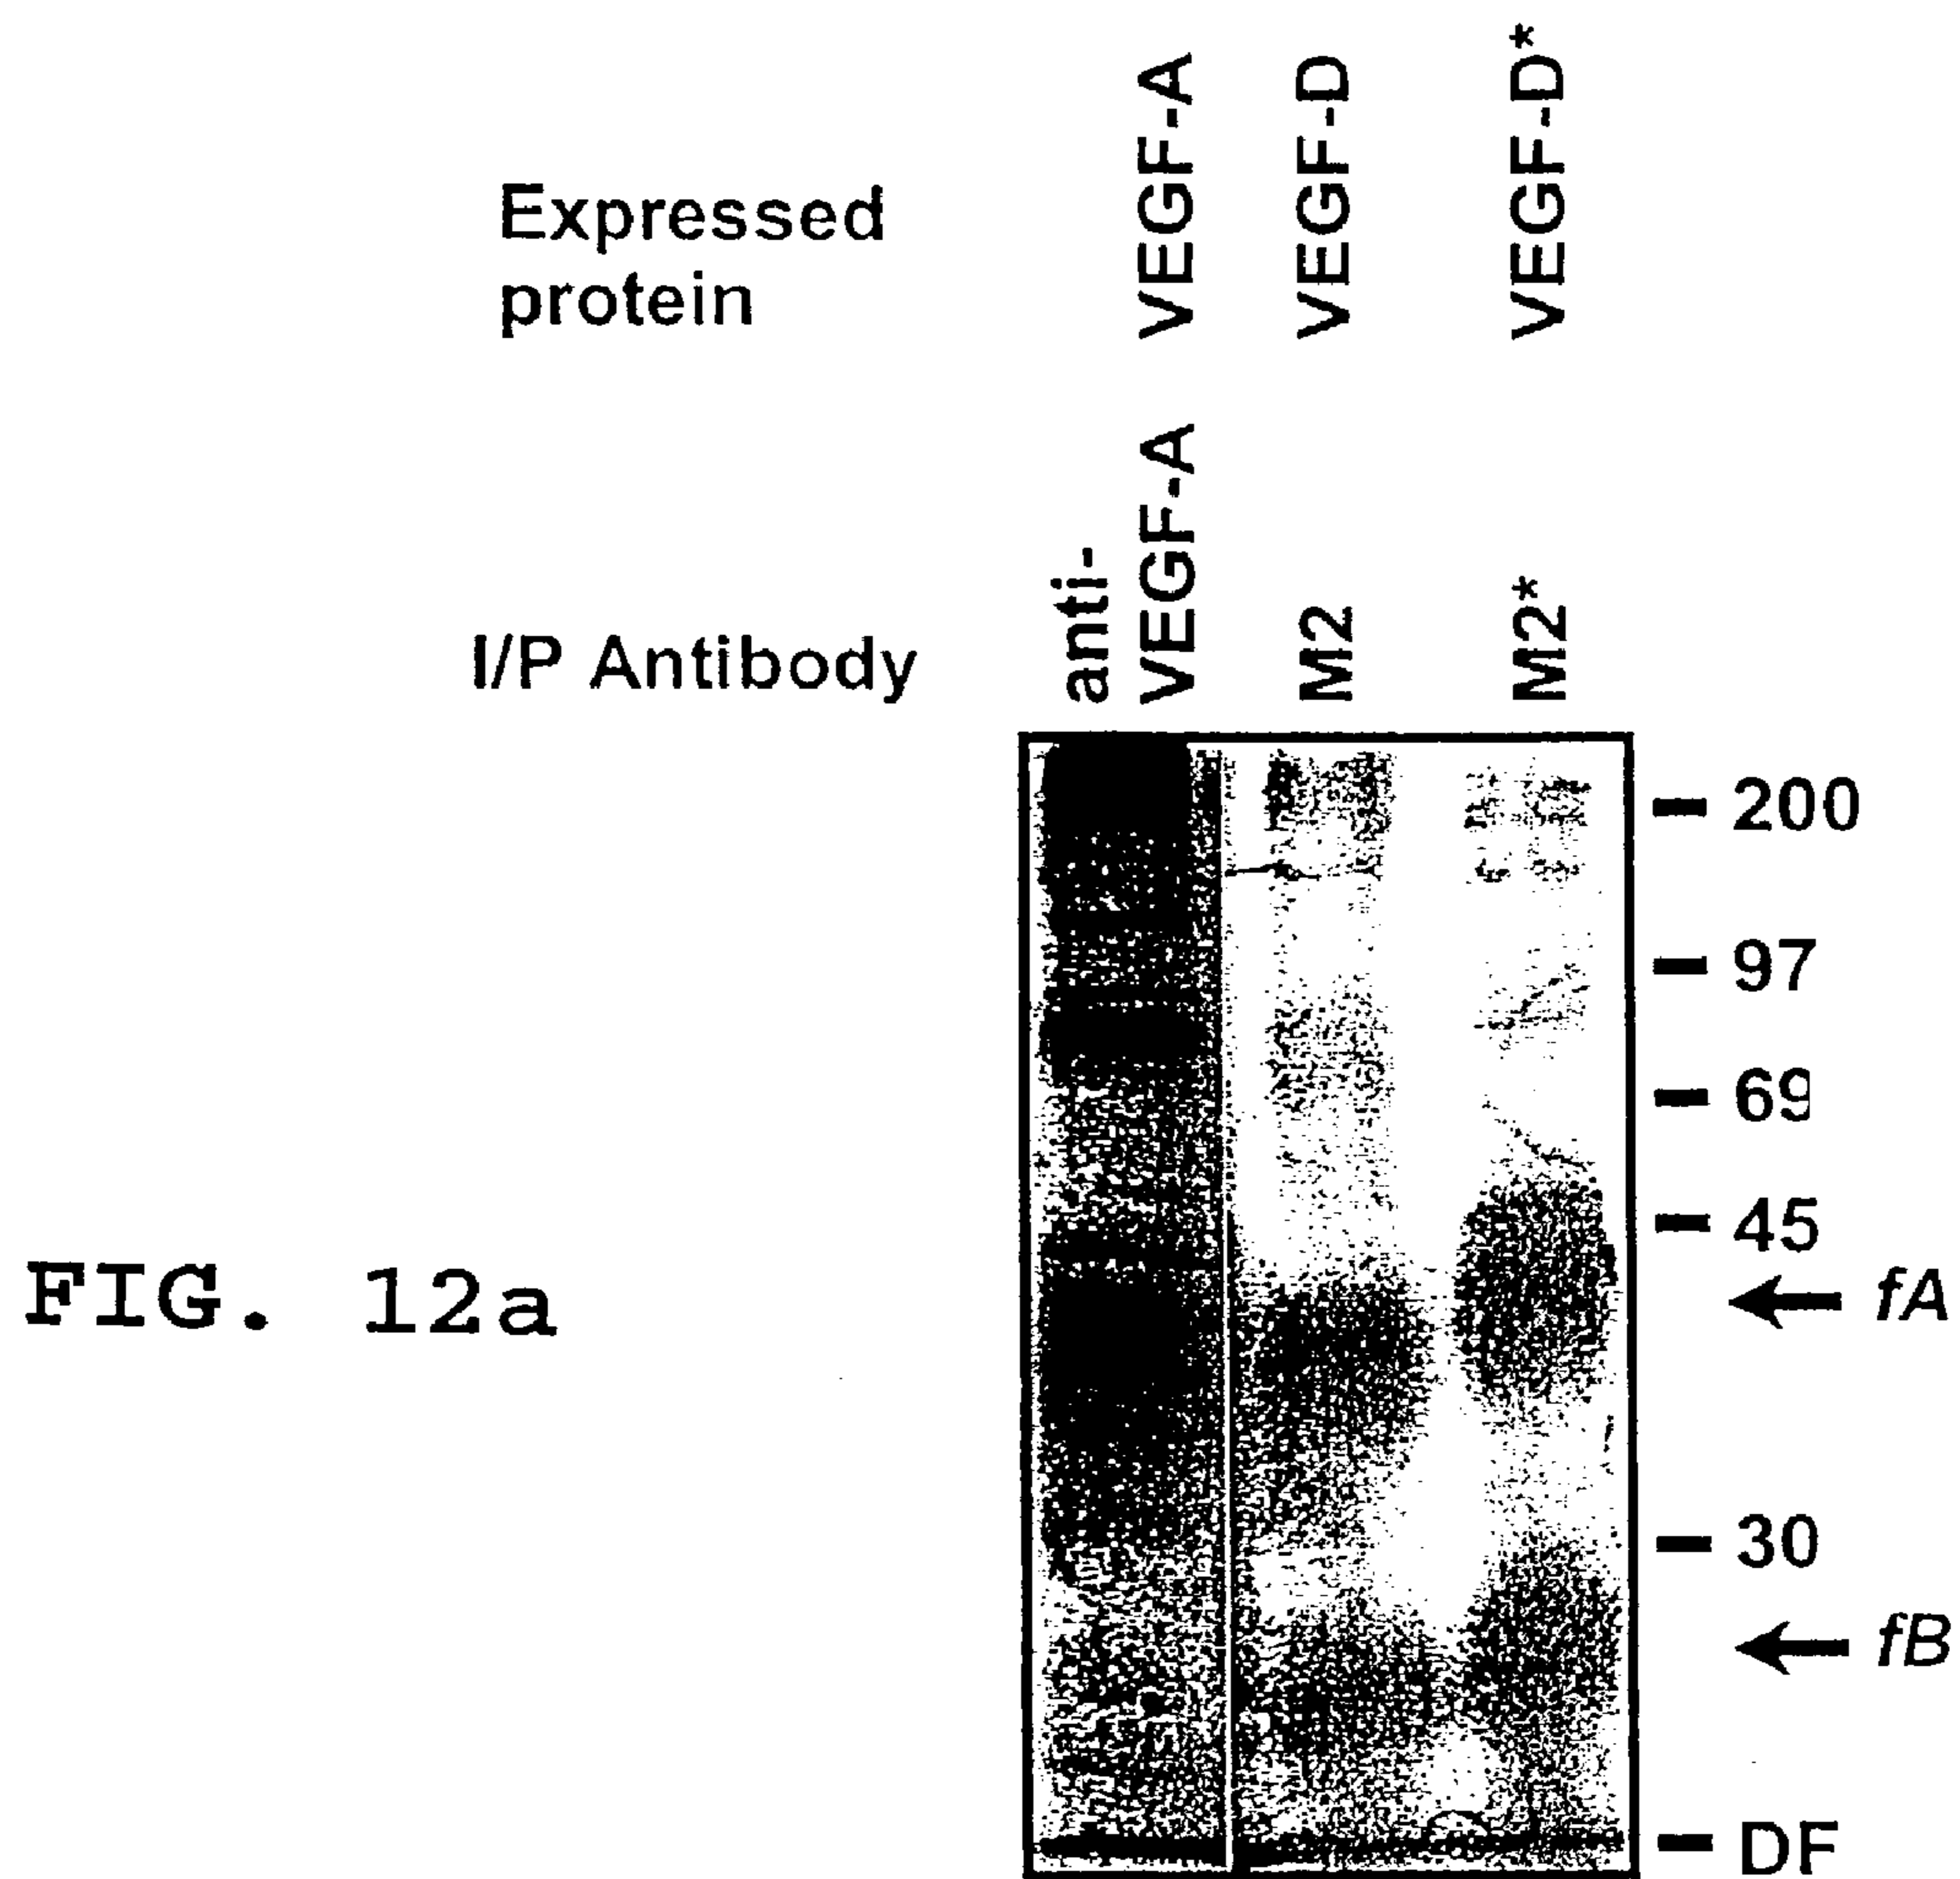 Expressed
protein
VEGF-A
VEGF-D
VEGF-D*
I/P Antibody
anti-
VEGF-A
M2
M2*
200
97
69
45
fA
30
fB
DF
FIG. 12a